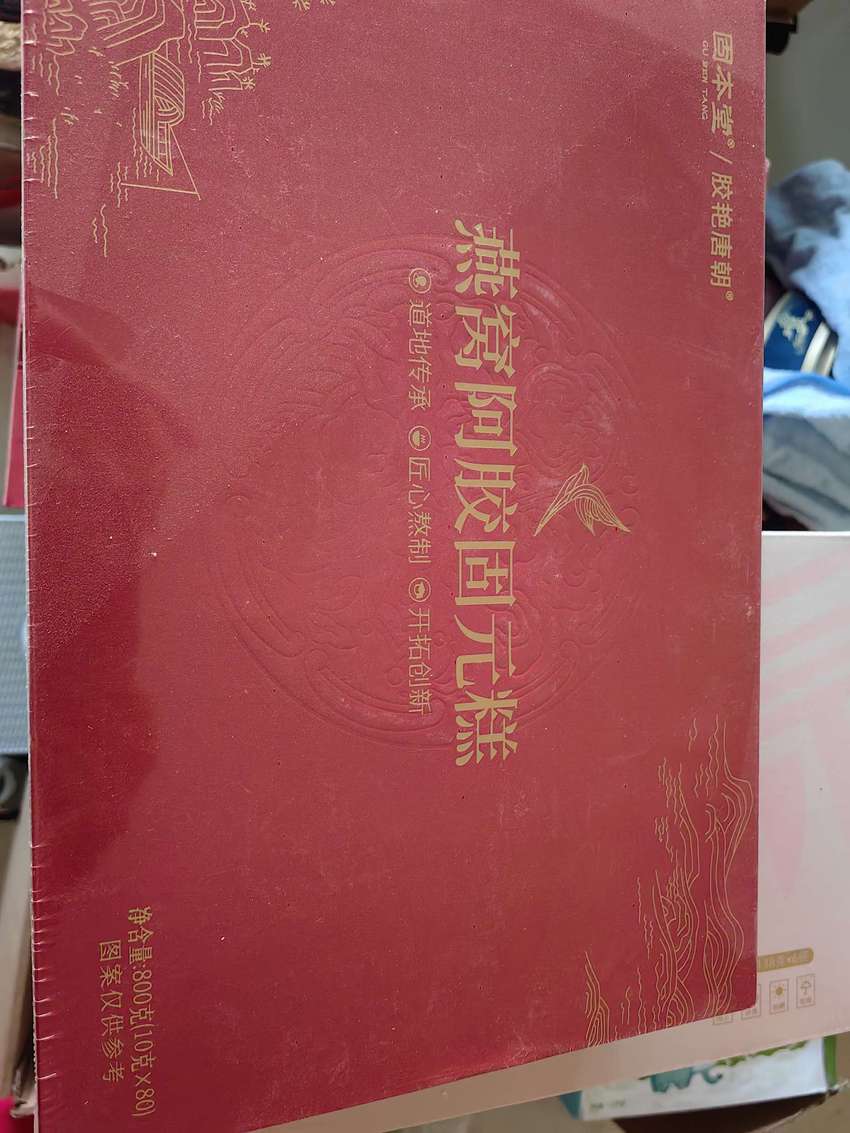 固本堂® / 胶艳唐朝®
GU BEN TANG
燕窝阿胶固元糕
道地传承 匠心熬制 开拓创新
净含量:800克(10克×80)
图案仅供参考